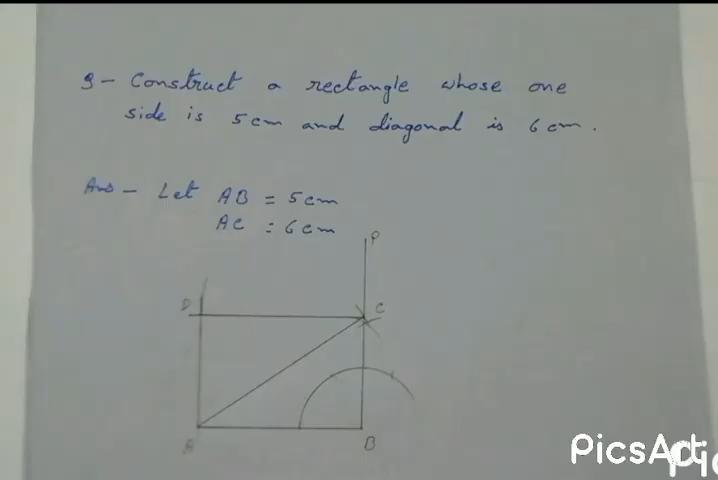 9- Construct a rectangle whose one
side is 5cm and diagonal is 6cm.
Ans- Let AB = 5cm
AC = 6cm
P
D
C
A
B
PicsArt